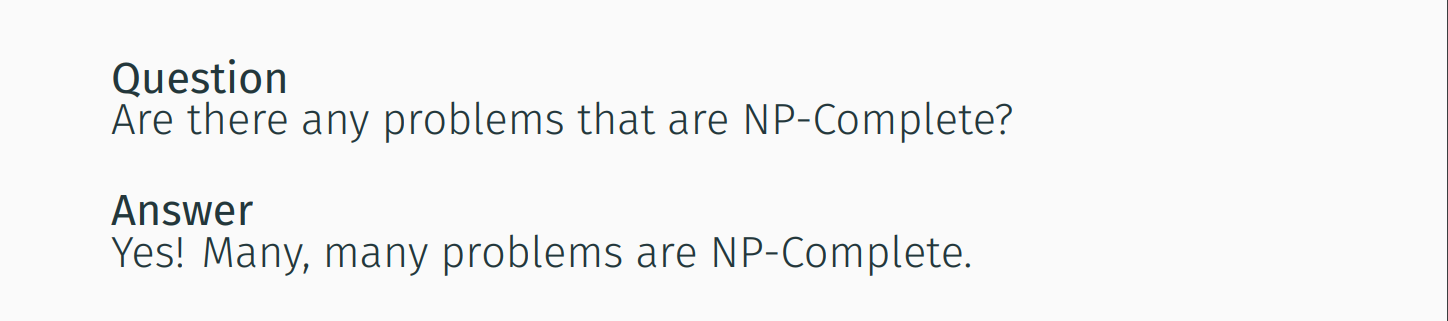 Question
Are there any problems that are NP-Complete?
Answer
Yes! Many, many problems are NP-Complete.